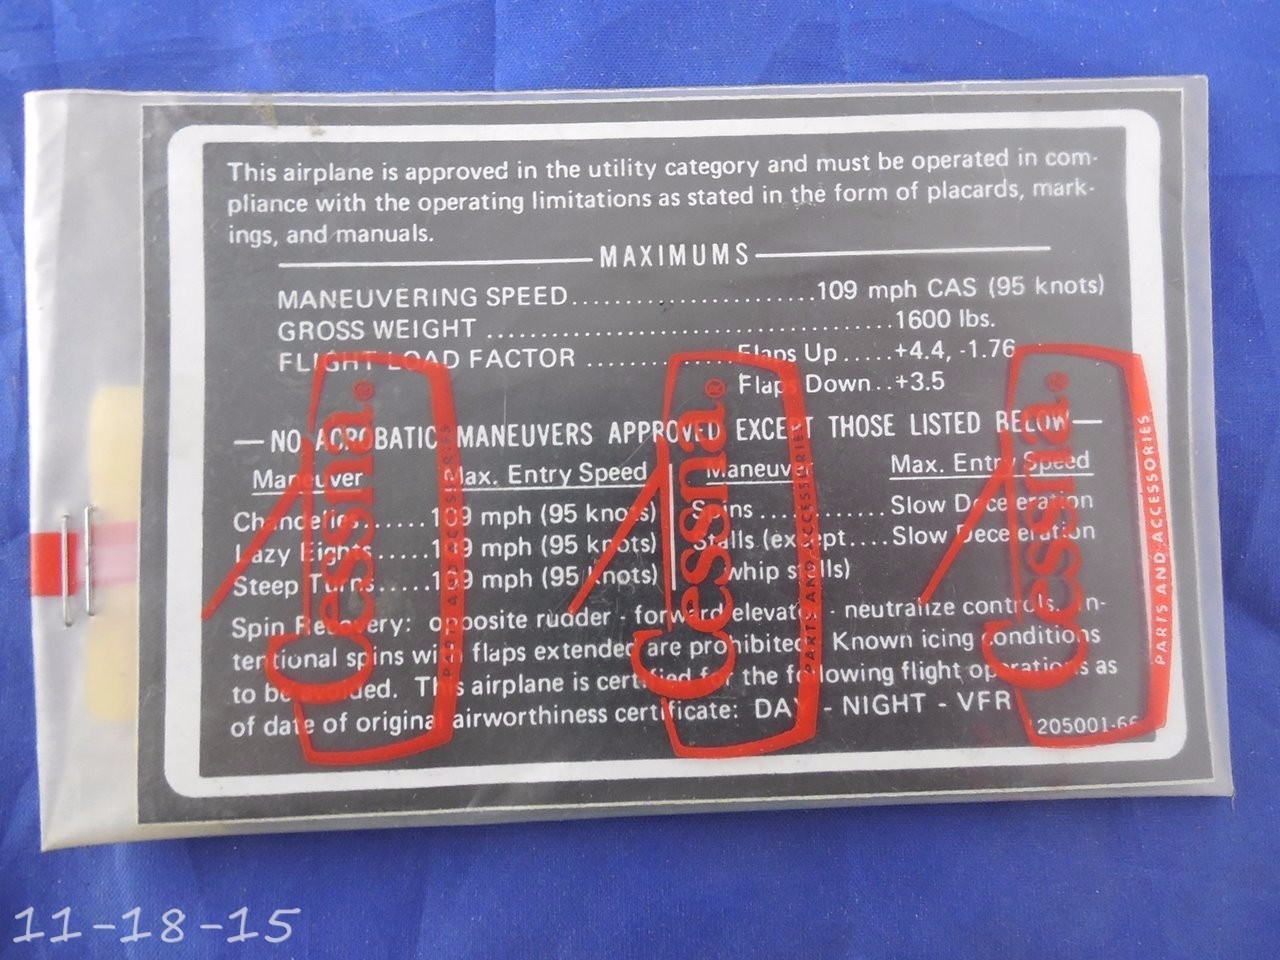 This airplane is approved in the utility category and must be operated in com-
pliance with the operating limitations as stated in the form of placards, mark-
ings, and manuals.
MAXIMUMS
MANEUVERING SPEED......................109 mph CAS (95 knots)
GROSS WEIGHT ....................................1600 lbs.
FLIGHT LOAD FACTOR ..............Flaps Up .....+4.4, -1.76
Flaps Down..+3.5
NO ACROBATIC MANEUVERS APPROVED EXCEPT THOSE LISTED BELOW
Maneuver Max. Entry Speed Maneuver Max. Entry Speed
Chandelles......109 mph (95 knots) Spins ............Slow Deceleration
Lazy Eights.....109 mph (95 knots) Stalls (except....Slow Deceleration
Steep Turns.....109 mph (95 knots) whip stalls)
Spin Recovery: opposite rudder - forward elevator - neutralize controls. In-
tentional spins with flaps extended are prohibited. Known icing conditions
to be avoided. This airplane is certified for the following flight operations as
of date of original airworthiness certificate: DAY - NIGHT - VFR
1205001-66
Cessna®
PARTS AND ACCESSORIES
Cessna®
PARTS AND ACCESSORIES
Cessna®
PARTS AND ACCESSORIES
11-18-15